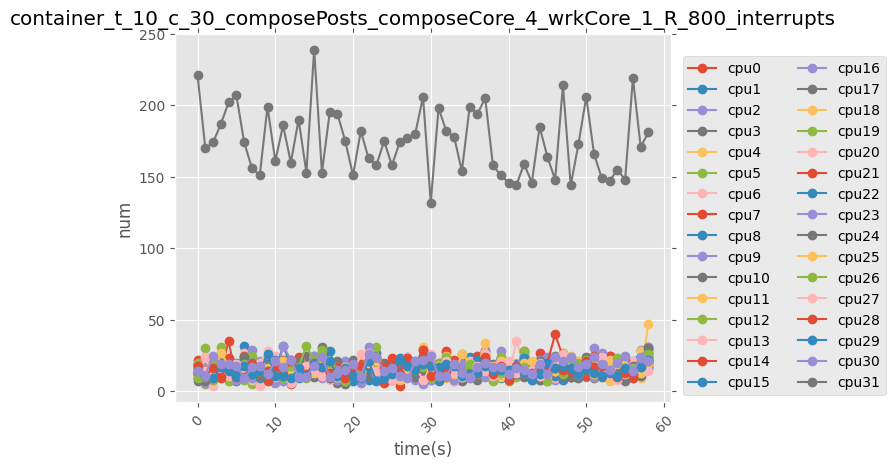 container_t_10_c_30_composePosts_composeCore_4_wrkCore_1_R_800_interrupts
250
200
150
100
50
0
num
0
10
20
30
40
50
60
time(s)
cpu0
cpu1
cpu2
cpu3
cpu4
cpu5
cpu6
cpu7
cpu8
cpu9
cpu10
cpu11
cpu12
cpu13
cpu14
cpu15
cpu16
cpu17
cpu18
cpu19
cpu20
cpu21
cpu22
cpu23
cpu24
cpu25
cpu26
cpu27
cpu28
cpu29
cpu30
cpu31